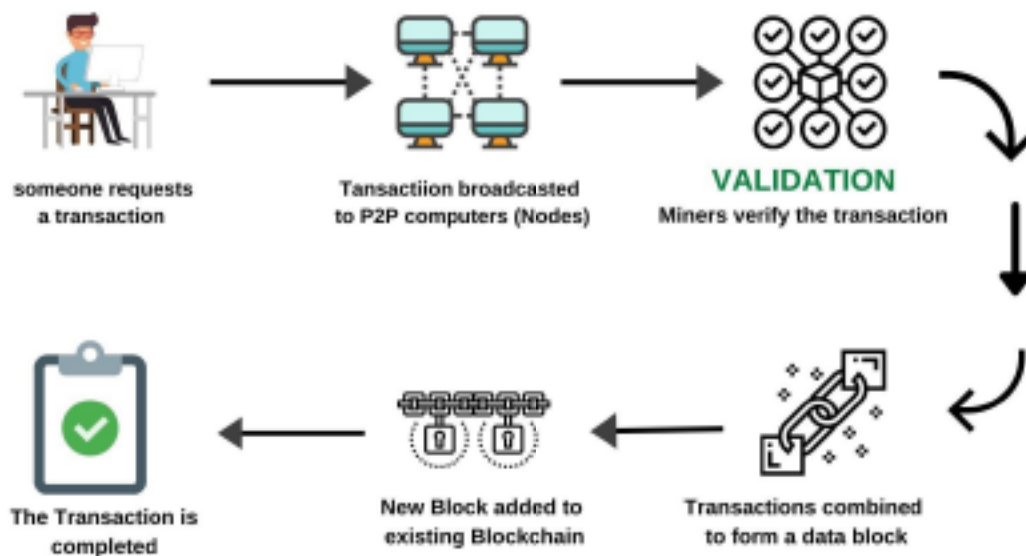 someone requests
a transaction
Tansactiion broadcasted
to P2P computers (Nodes)
VALIDATION
Miners verify the transaction
Transactions combined
to form a data block
New Block added to
existing Blockchain
The Transaction is
completed